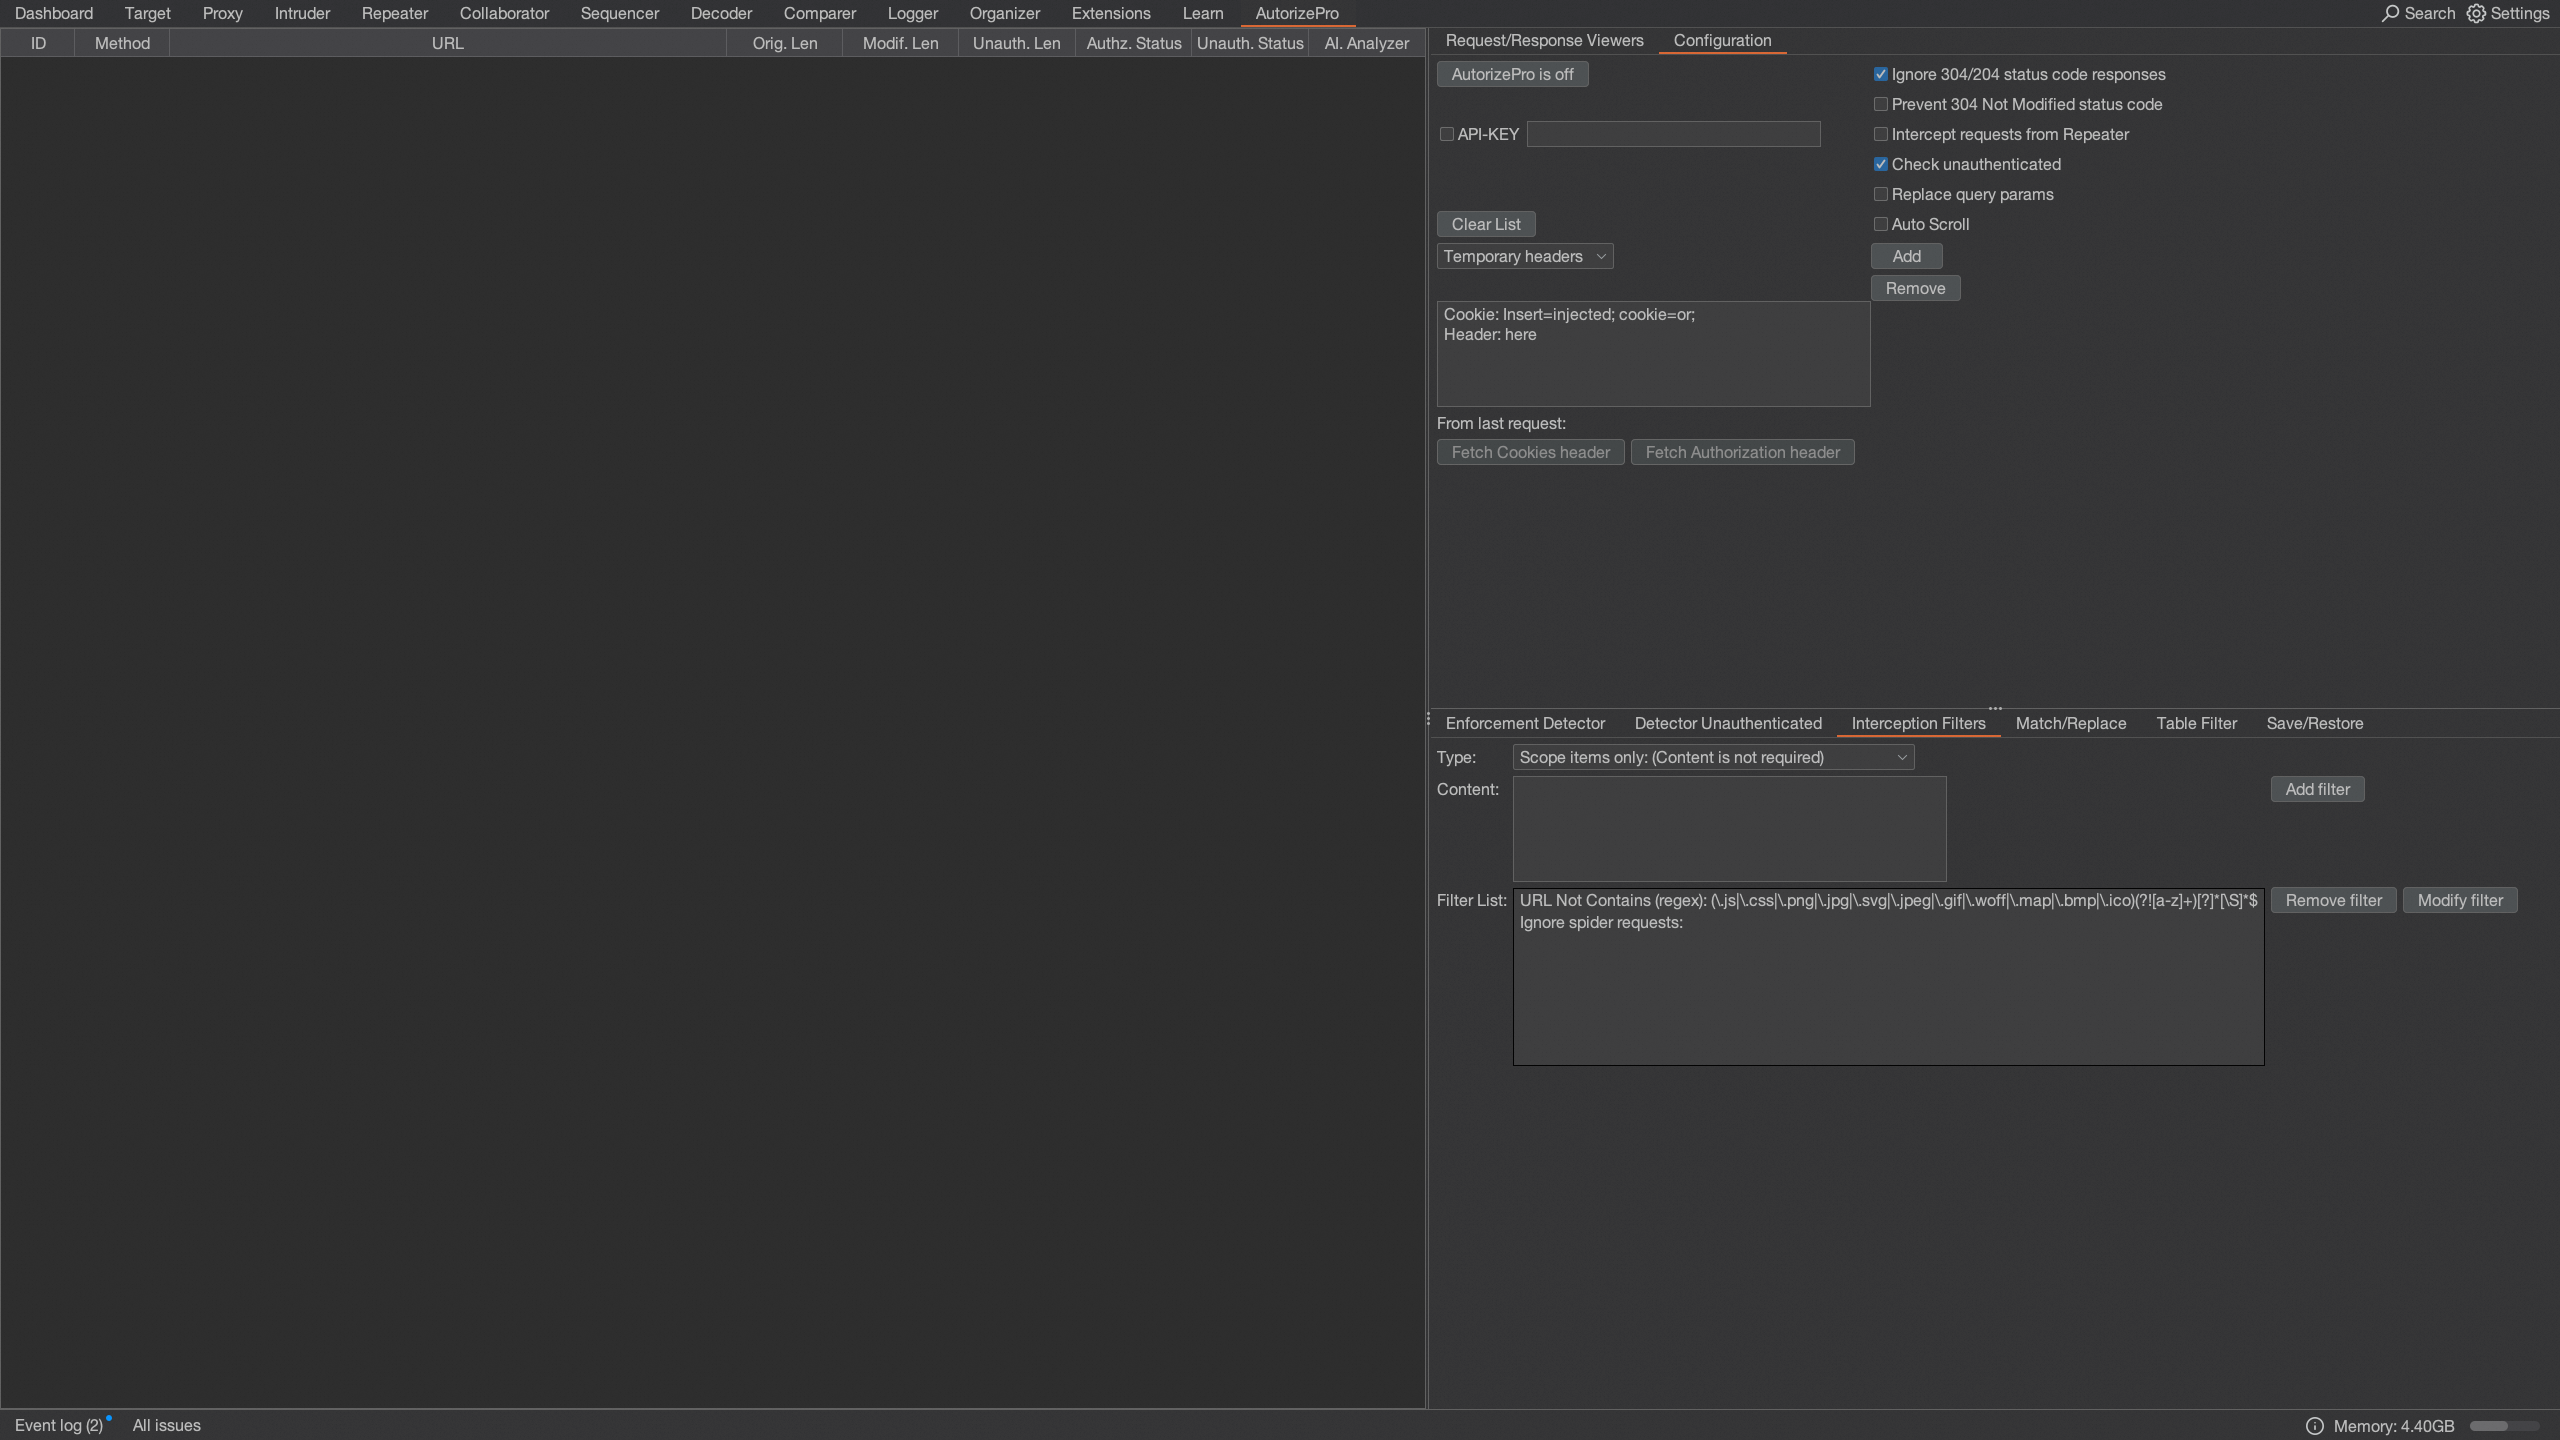 Dashboard Target Proxy Intruder Repeater Collaborator Sequencer Decoder Comparer Logger Organizer Extensions Learn AutorizePro Search Settings
ID Method URL Orig. Len Modif. Len Unauth. Len Authz. Status Unauth. Status AI. Analyzer
Request/Response Viewers Configuration
AutorizePro is off
Ignore 304/204 status code responses
Prevent 304 Not Modified status code
API-KEY
Intercept requests from Repeater
Check unauthenticated
Replace query params
Clear List
Auto Scroll
Temporary headers
Add
Remove
Cookie: Insert=injected; cookie=or;
Header: here
From last request:
Fetch Cookies header Fetch Authorization header
Enforcement Detector Detector Unauthenticated Interception Filters Match/Replace Table Filter Save/Restore
Type: Scope items only: (Content is not required)
Content:
Add filter
Filter List: URL Not Contains (regex): (\.js|\.css|\.png|\.jpg|\.svg|\.jpeg|\.gif|\.woff|\.map|\.bmp|\.ico)(?![a-z]+)[?]*[\S]*$
Remove filter Modify filter
Ignore spider requests:
Event log (2) All issues
Memory: 4.40GB